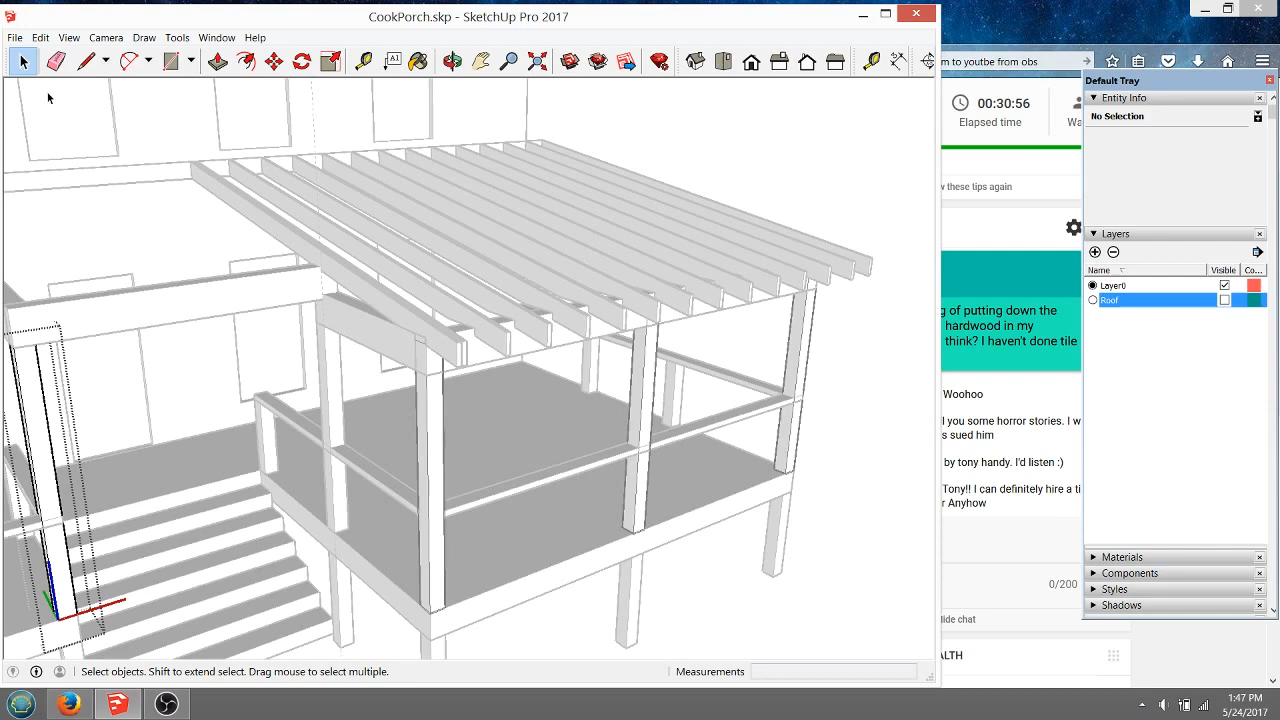 CookPorch.skp - SketchUp Pro 2017
File Edit View Camera Draw Tools Window Help
m to youtbe from obs
Default Tray
Entity Info
No Selection
00:30:56
Elapsed time
Wa
w these tips again
Layers
Name Visible Co...
Layer0
Roof
g of putting down the
hardwood in my
think? I haven't done tile
Woohoo
l you some horror stories. I w
s sued him
by tony handy. I'd listen :)
Tony!! I can definitely hire a ti
r Anyhow
Materials
Components
Styles
Shadows
0/200
lide chat
ALTH
Select objects. Shift to extend select. Drag mouse to select multiple.
Measurements
1:47 PM
5/24/2017